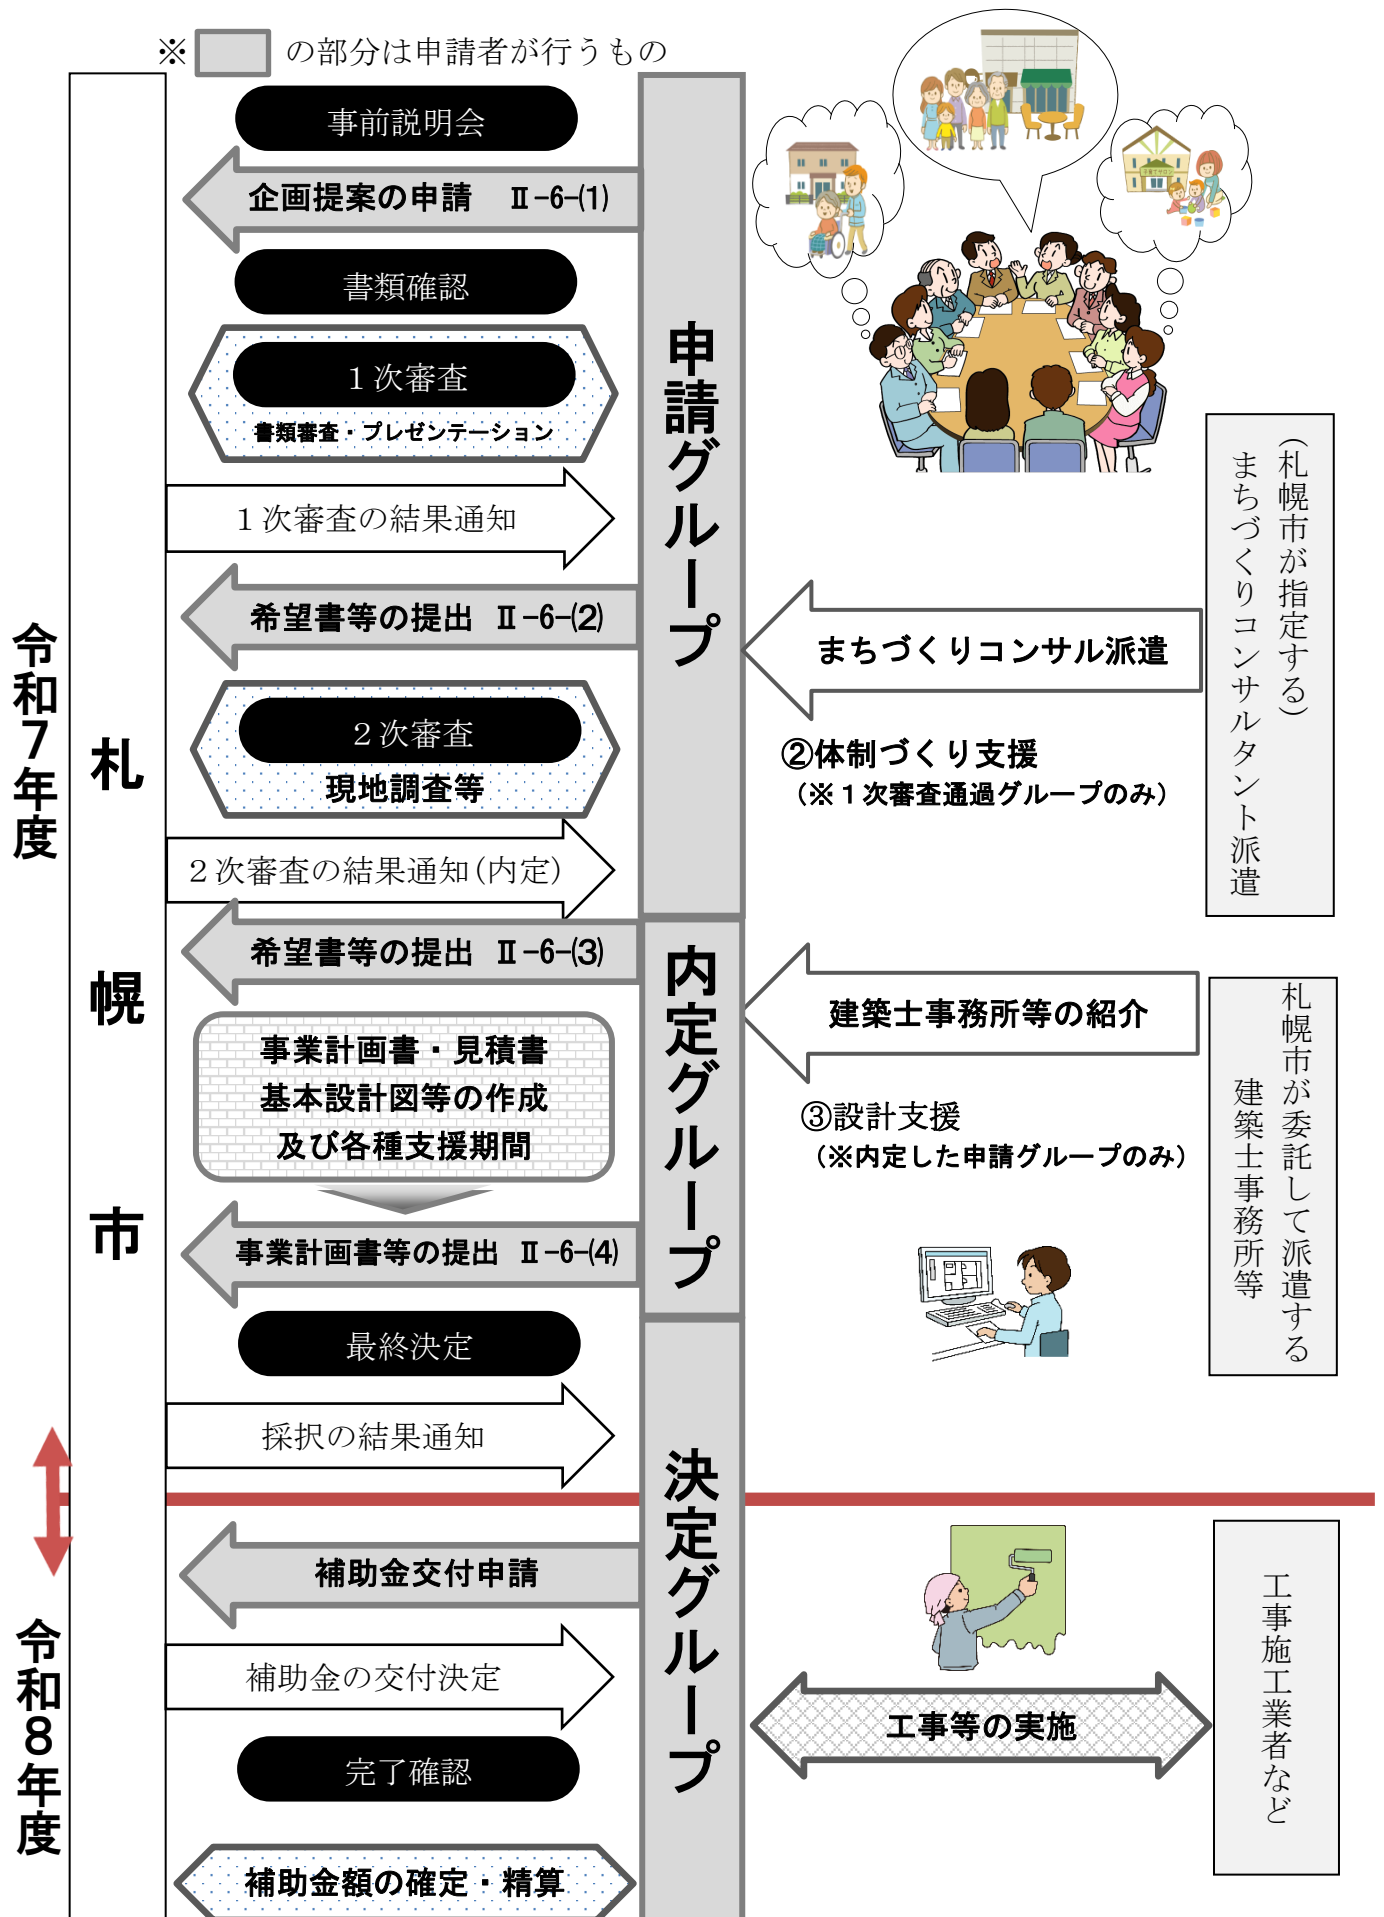 ※ の部分は申請者が行うもの
事前説明会
企画提案の申請 Ⅱ-6-(1)
書類確認
１次審査
書類審査・プレゼンテーション
１次審査の結果通知
希望書等の提出 Ⅱ-6-(2)
２次審査
現地調査等
２次審査の結果通知(内定)
希望書等の提出 Ⅱ-6-(3)
事業計画書・見積書
基本設計図等の作成
及び各種支援期間
事業計画書等の提出 Ⅱ-6-(4)
最終決定
採択の結果通知
補助金交付申請
補助金の交付決定
完了確認
補助金額の確定・精算
令和７年度
令和８年度
札幌市
申請グループ
内定グループ
決定グループ
子育てサロン
まちづくりコンサル派遣
②体制づくり支援
（※１次審査通過グループのみ）
建築士事務所等の紹介
③設計支援
（※内定した申請グループのみ）
工事等の実施
（札幌市が指定する）
まちづくりコンサルタント派遣
札幌市が委託して派遣する
建築士事務所等
工事施工業者など